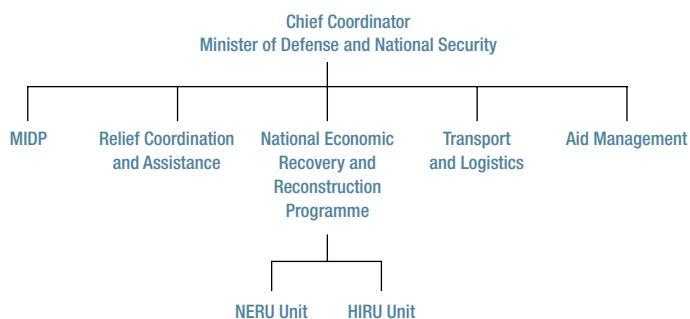 Chief Coordinator
Minister of Defense and National Security
MIDP
Relief Coordination
and Assistance
National Economic
Recovery and
Reconstruction
Programme
Transport
and Logistics
Aid Management
NERU Unit
HIRU Unit